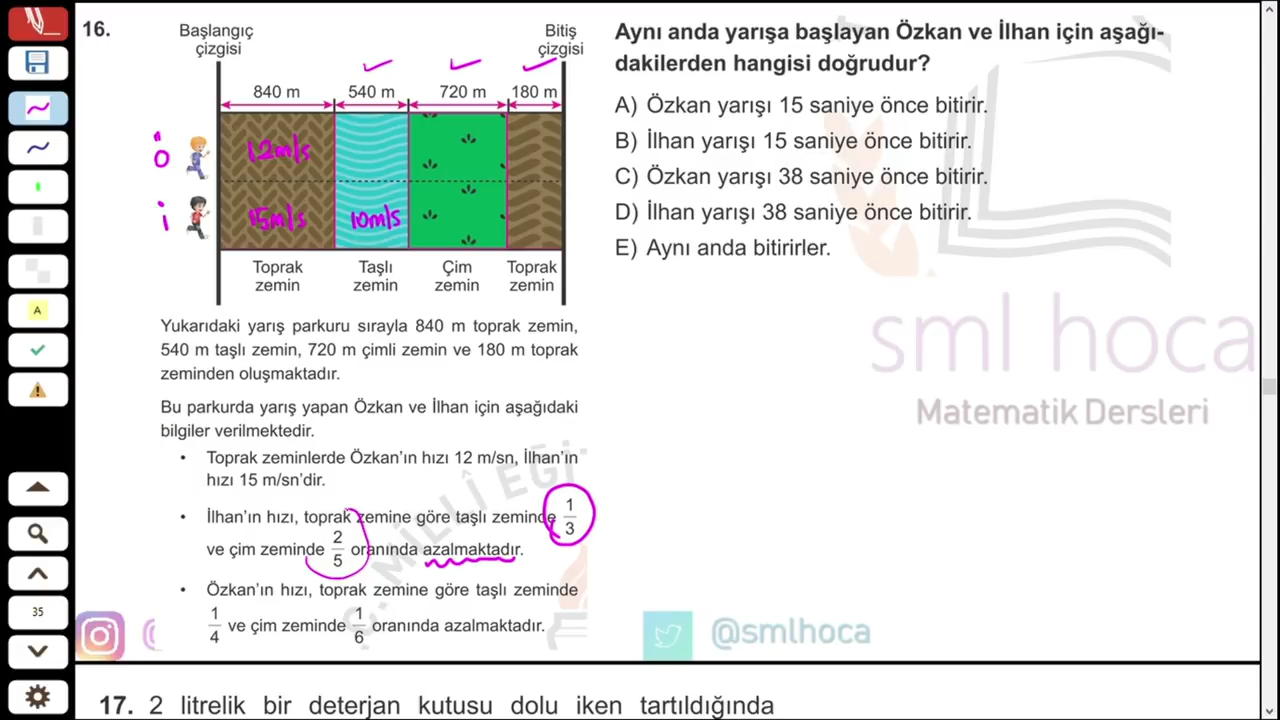 16.
Başlangıç
çizgisi
Bitiş
çizgisi
840 m
540 m
720 m
180 m
ö
12m/s
i
15m/s
10m/s
Toprak
zemin
Taşlı
zemin
Çim
zemin
Toprak
zemin
Yukarıdaki yarış parkuru sırayla 840 m toprak zemin,
540 m taşlı zemin, 720 m çimli zemin ve 180 m toprak
zeminden oluşmaktadır.
Bu parkurda yarış yapan Özkan ve İlhan için aşağıdaki
bilgiler verilmektedir.
• Toprak zeminlerde Özkan'ın hızı 12 m/sn, İlhan'ın
hızı 15 m/sn'dir.
• İlhan'ın hızı, toprak zemine göre taşlı zeminde 1/3
ve çim zeminde 2/5 oranında azalmaktadır.
• Özkan'ın hızı, toprak zemine göre taşlı zeminde
1/4 ve çim zeminde 1/6 oranında azalmaktadır.
Aynı anda yarışa başlayan Özkan ve İlhan için aşağı-
dakilerden hangisi doğrudur?
A) Özkan yarışı 15 saniye önce bitirir.
B) İlhan yarışı 15 saniye önce bitirir.
C) Özkan yarışı 38 saniye önce bitirir.
D) İlhan yarışı 38 saniye önce bitirir.
E) Aynı anda bitirirler.
sml hoca
Matematik Dersleri
@smlhoca
MİLLÎ EĞİ
A
35
17. 2 litrelik bir deterjan kutusu dolu iken tartıldığında